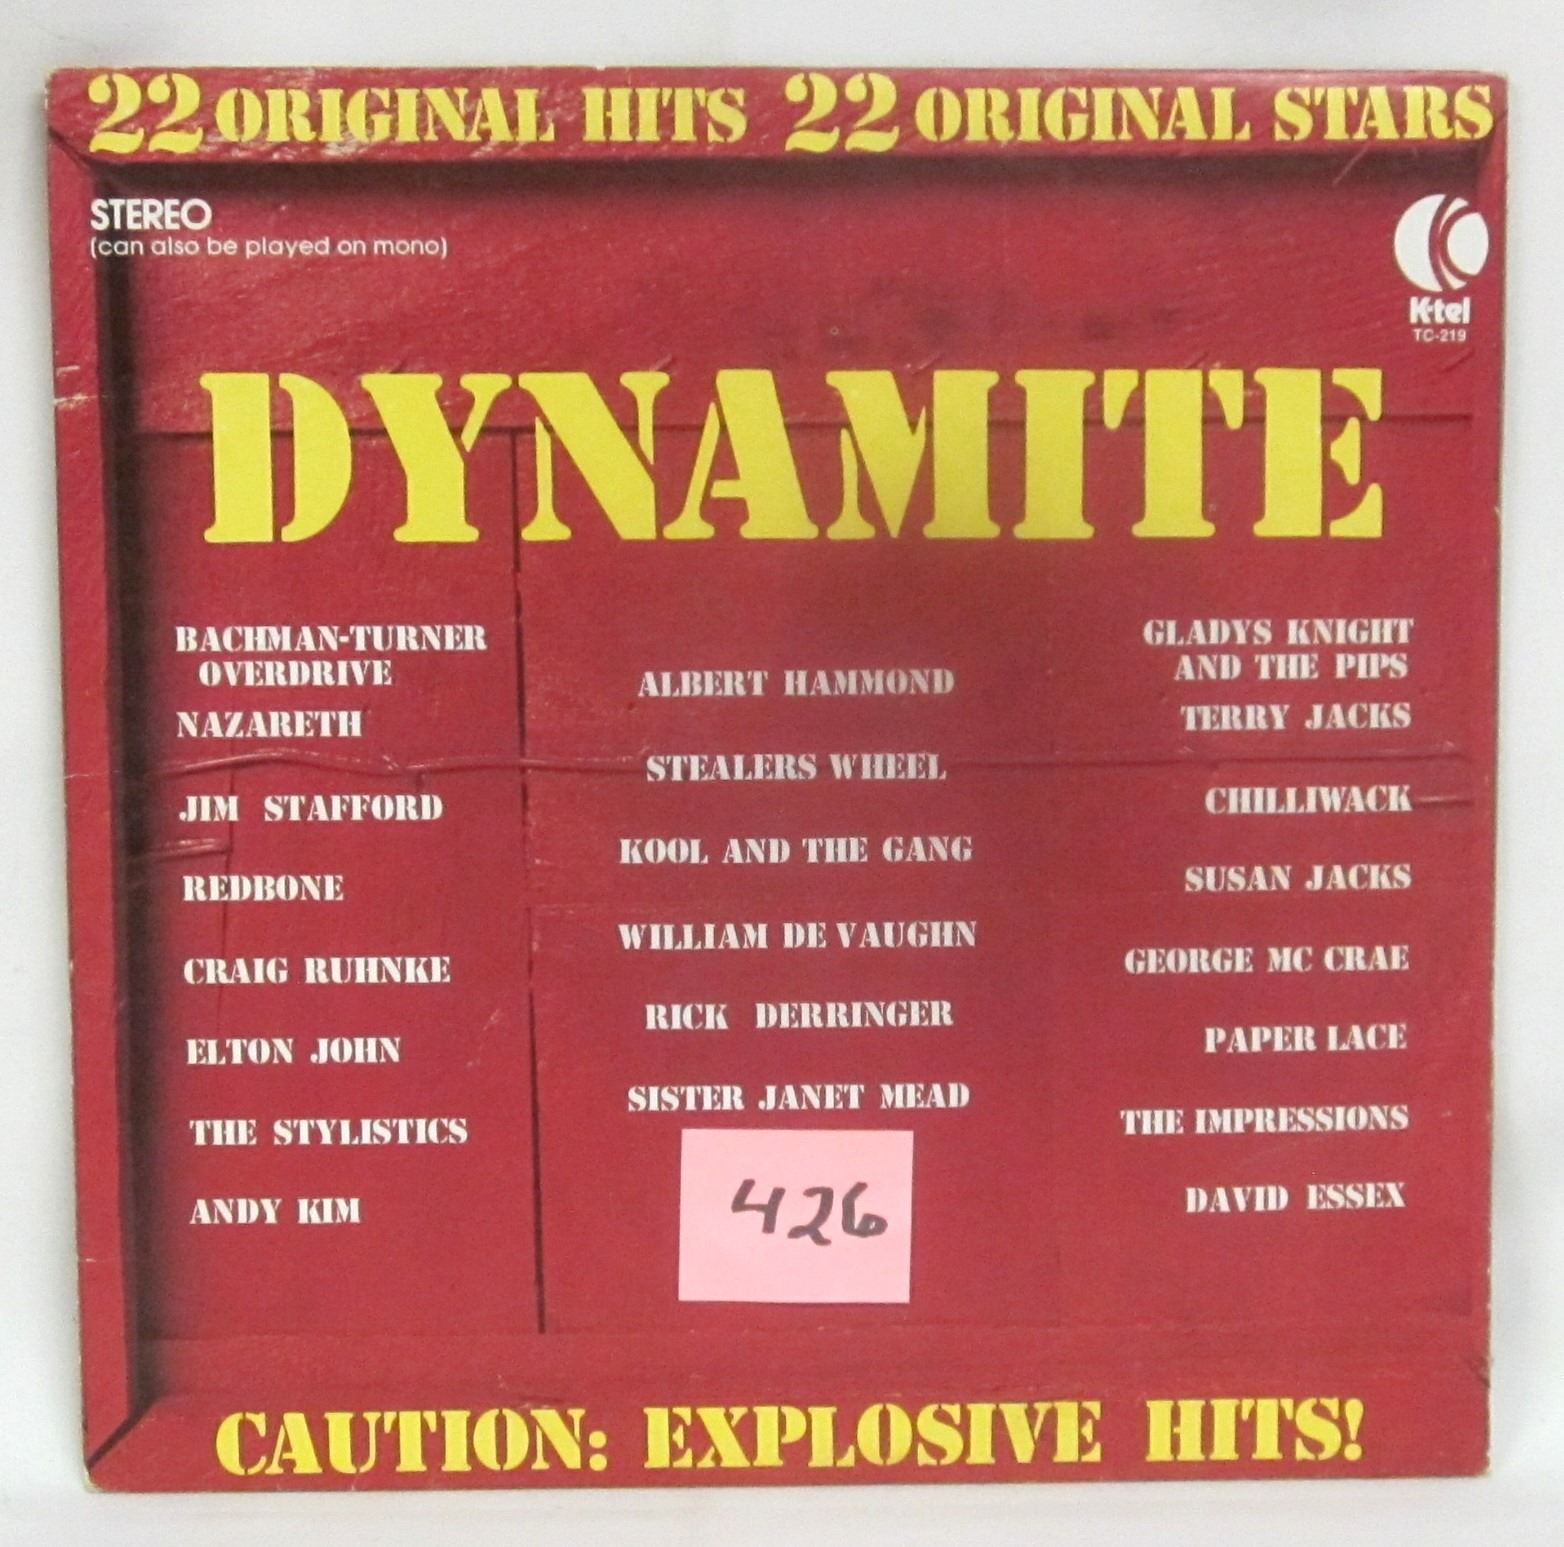 22 ORIGINAL HITS 22 ORIGINAL STARS
STEREO
(can also be played on mono)
K-tel
TC-219
DYNAMITE
BACHMAN-TURNER
OVERDRIVE
NAZARETH
JIM STAFFORD
REDBONE
CRAIG RUHNKE
ELTON JOHN
THE STYLISTICS
ANDY KIM
ALBERT HAMMOND
STEALERS WHEEL
KOOL AND THE GANG
WILLIAM DE VAUGHN
RICK DERRINGER
SISTER JANET MEAD
426
GLADYS KNIGHT
AND THE PIPS
TERRY JACKS
CHILLIWACK
SUSAN JACKS
GEORGE MC CRAE
PAPER LACE
THE IMPRESSIONS
DAVID ESSEX
CAUTION: EXPLOSIVE HITS!